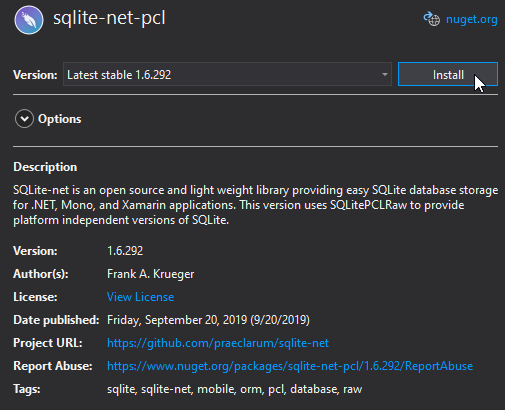 sqlite-net-pcl
nuget.org
Version: Latest stable 1.6.292 Install
Options
Description
SQLite-net is an open source and light weight library providing easy SQLite database storage
for .NET, Mono, and Xamarin applications. This version uses SQLitePCLRaw to provide
platform independent versions of SQLite.
Version: 1.6.292
Author(s): Frank A. Krueger
License: View License
Date published: Friday, September 20, 2019 (9/20/2019)
Project URL: https://github.com/praeclarum/sqlite-net
Report Abuse: https://www.nuget.org/packages/sqlite-net-pcl/1.6.292/ReportAbuse
Tags: sqlite, sqlite-net, mobile, orm, pcl, database, raw